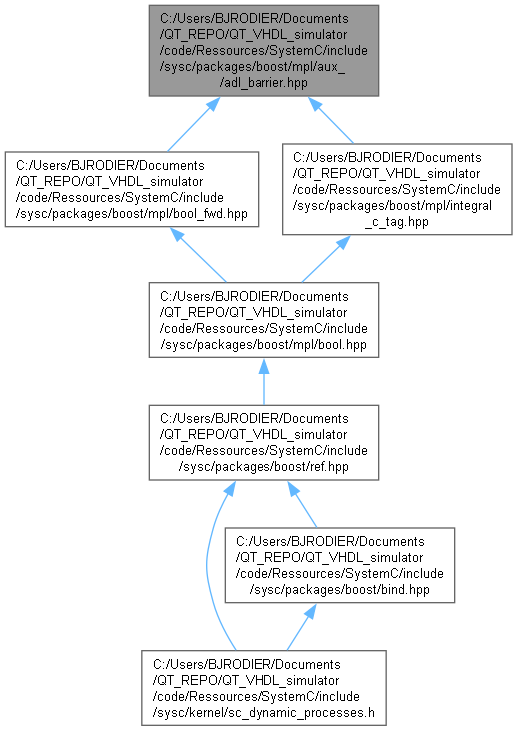 C:/Users/BJRODIER/Documents
/QT_REPO/QT_VHDL_simulator
/code/Ressources/SystemC/include
/sysc/packages/boost/mpl/aux_
/adl_barrier.hpp
C:/Users/BJRODIER/Documents
/QT_REPO/QT_VHDL_simulator
/code/Ressources/SystemC/include
/sysc/packages/boost/mpl/bool_fwd.hpp
C:/Users/BJRODIER/Documents
/QT_REPO/QT_VHDL_simulator
/code/Ressources/SystemC/include
/sysc/packages/boost/mpl/integral
_c_tag.hpp
C:/Users/BJRODIER/Documents
/QT_REPO/QT_VHDL_simulator
/code/Ressources/SystemC/include
/sysc/packages/boost/mpl/bool.hpp
C:/Users/BJRODIER/Documents
/QT_REPO/QT_VHDL_simulator
/code/Ressources/SystemC/include
/sysc/packages/boost/ref.hpp
C:/Users/BJRODIER/Documents
/QT_REPO/QT_VHDL_simulator
/code/Ressources/SystemC/include
/sysc/packages/boost/bind.hpp
C:/Users/BJRODIER/Documents
/QT_REPO/QT_VHDL_simulator
/code/Ressources/SystemC/include
/sysc/kernel/sc_dynamic_processes.h